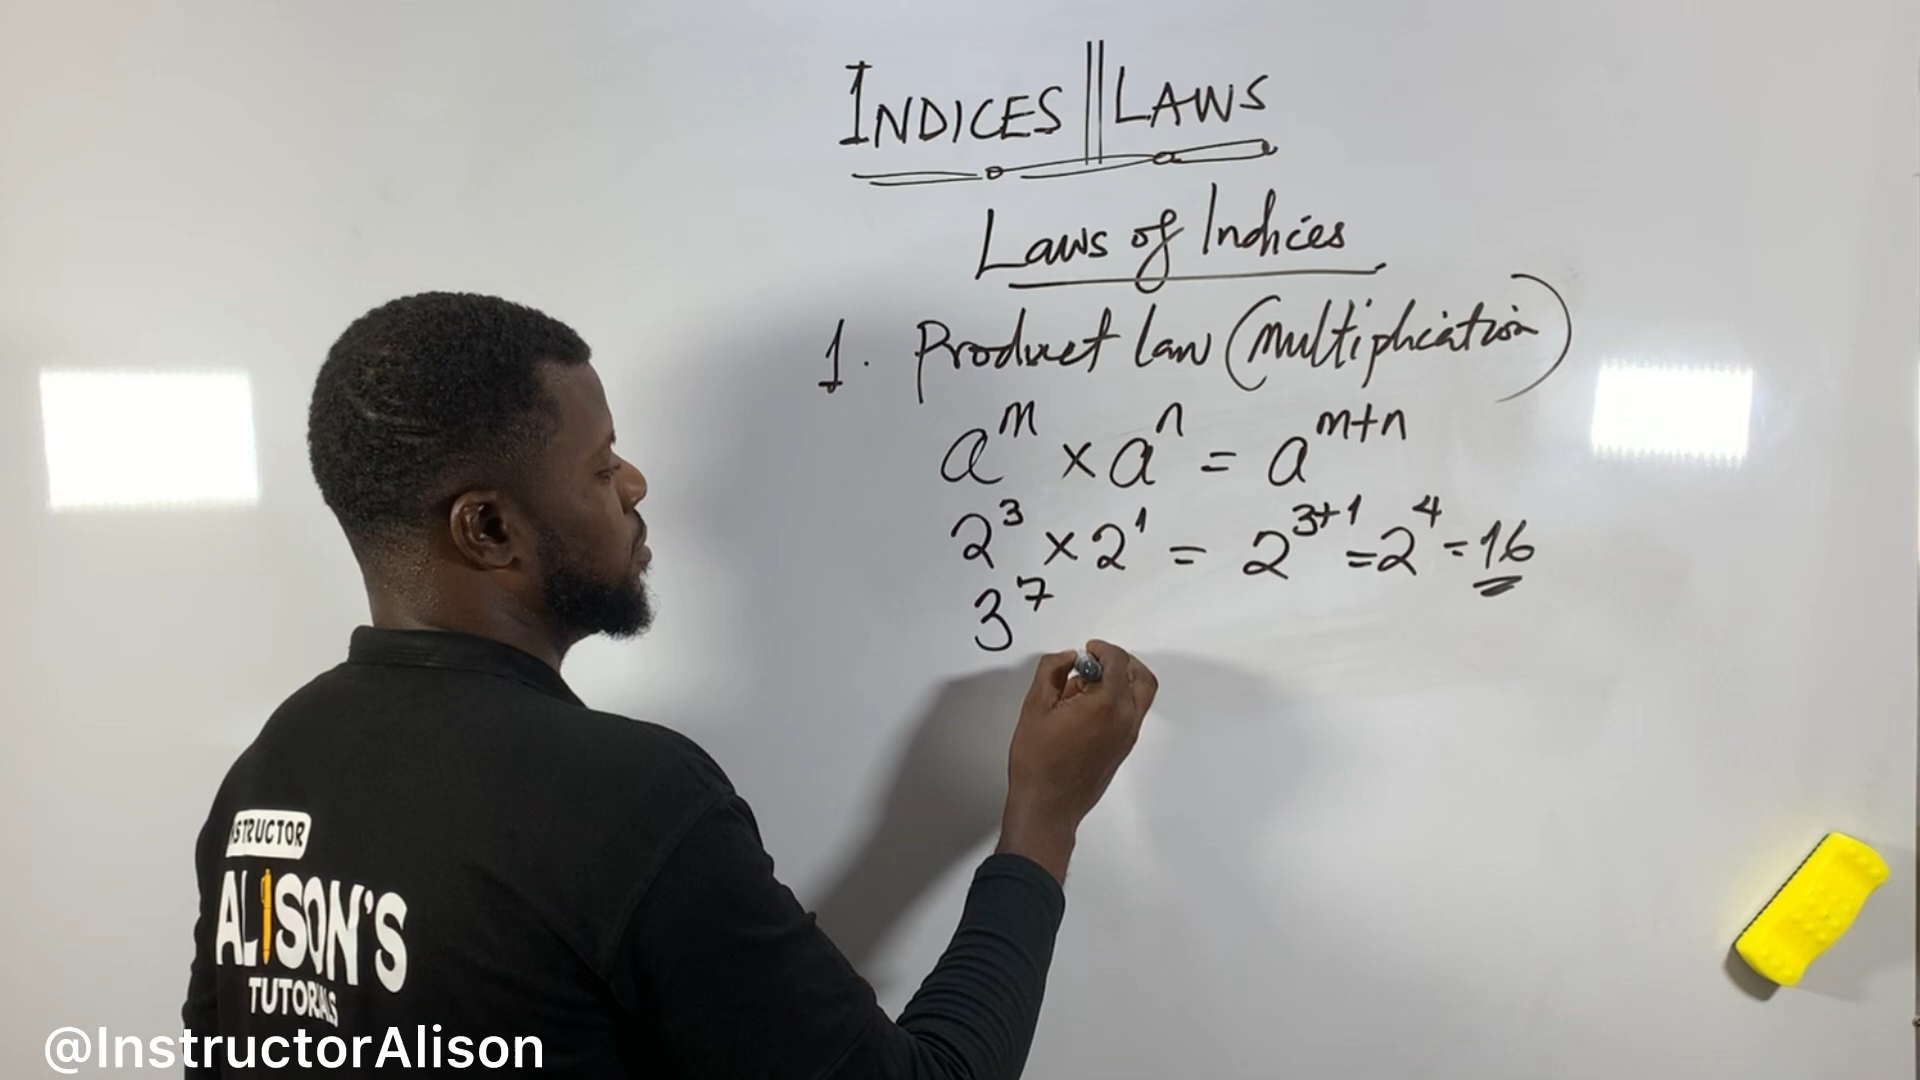 INDICES || LAWS
Laws of Indices
1. Product law (multiplication)
a^m × a^n = a^{m+n}
2^3 × 2^1 = 2^{3+1} = 2^4 = 16
3^7
STRUCTOR
ALISON'S
TUTORIALS
@InstructorAlison